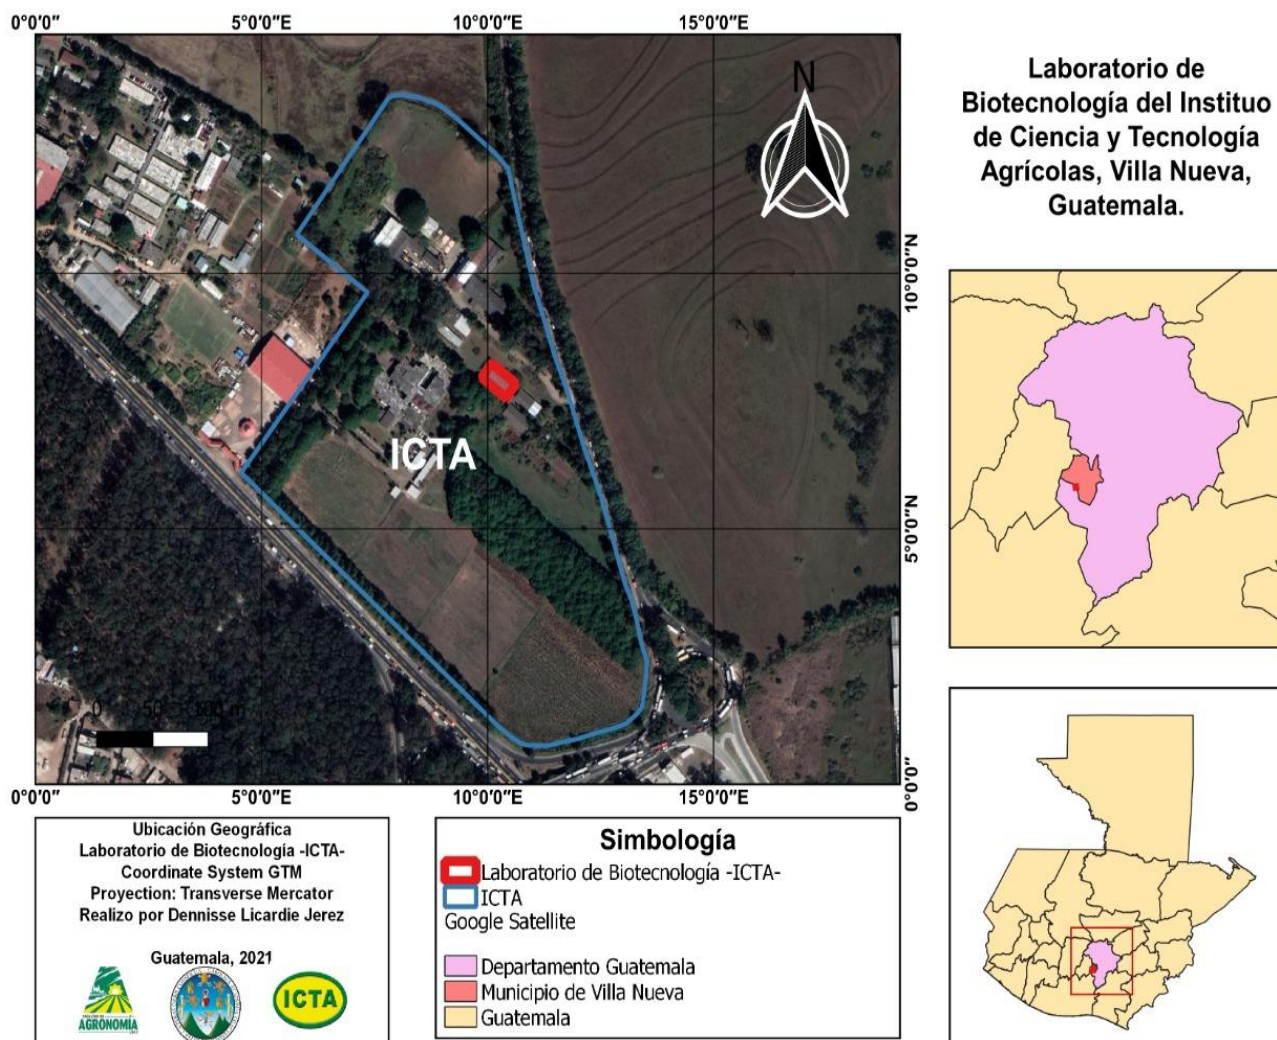 0°0'0"E 5°0'0"E 10°0'0"E 15°0'0"E
N
10°0'0"N
5°0'0"N
0°0'0"N
ICTA
0 50 100 m
0°0'0"E 5°0'0"E 10°0'0"E 15°0'0"E
Laboratorio de
Biotecnología del Instituo
de Ciencia y Tecnología
Agrícolas, Villa Nueva,
Guatemala.
Ubicación Geográfica
Laboratorio de Biotecnología -ICTA-
Coordinate System GTM
Proyection: Transverse Mercator
Realizo por Dennisse Licardie Jerez
Guatemala, 2021
AGRONOMÍA
ICTA
Simbología
Laboratorio de Biotecnología -ICTA-
ICTA
Google Satellite
Departamento Guatemala
Municipio de Villa Nueva
Guatemala